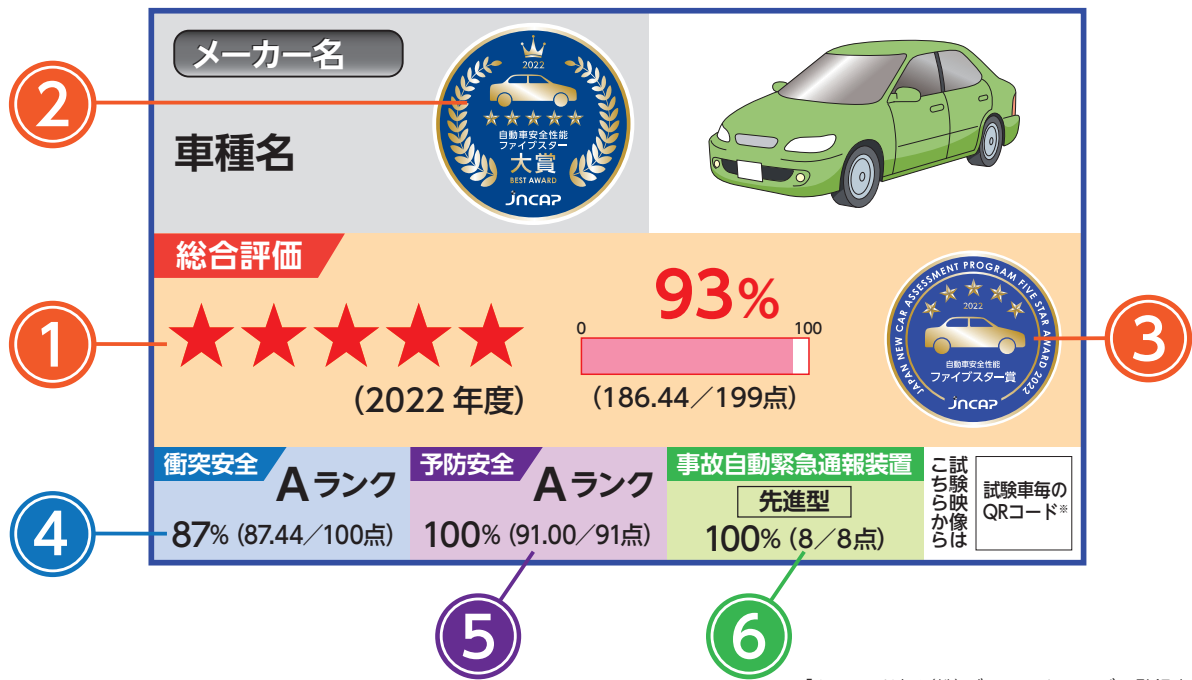 メーカー名
車種名
2022
自動車安全性能
ファイブスター
大賞
BEST AWARD
JNCAP
②
総合評価
★★★★★
(2022 年度)
93%
0 100
(186.44／199点)
JAPAN NEW CAR ASSESSMENT PROGRAM FIVE STAR AWARD 2022
2022
自動車安全性能
ファイブスター賞
JNCAP
①
③
衝突安全
Aランク
87% (87.44／100点)
予防安全
Aランク
100% (91.00／91点)
事故自動緊急通報装置
先進型
100% (8／8点)
試験映像は
こちらから
試験車毎の
QRコード※
④
⑤
⑥